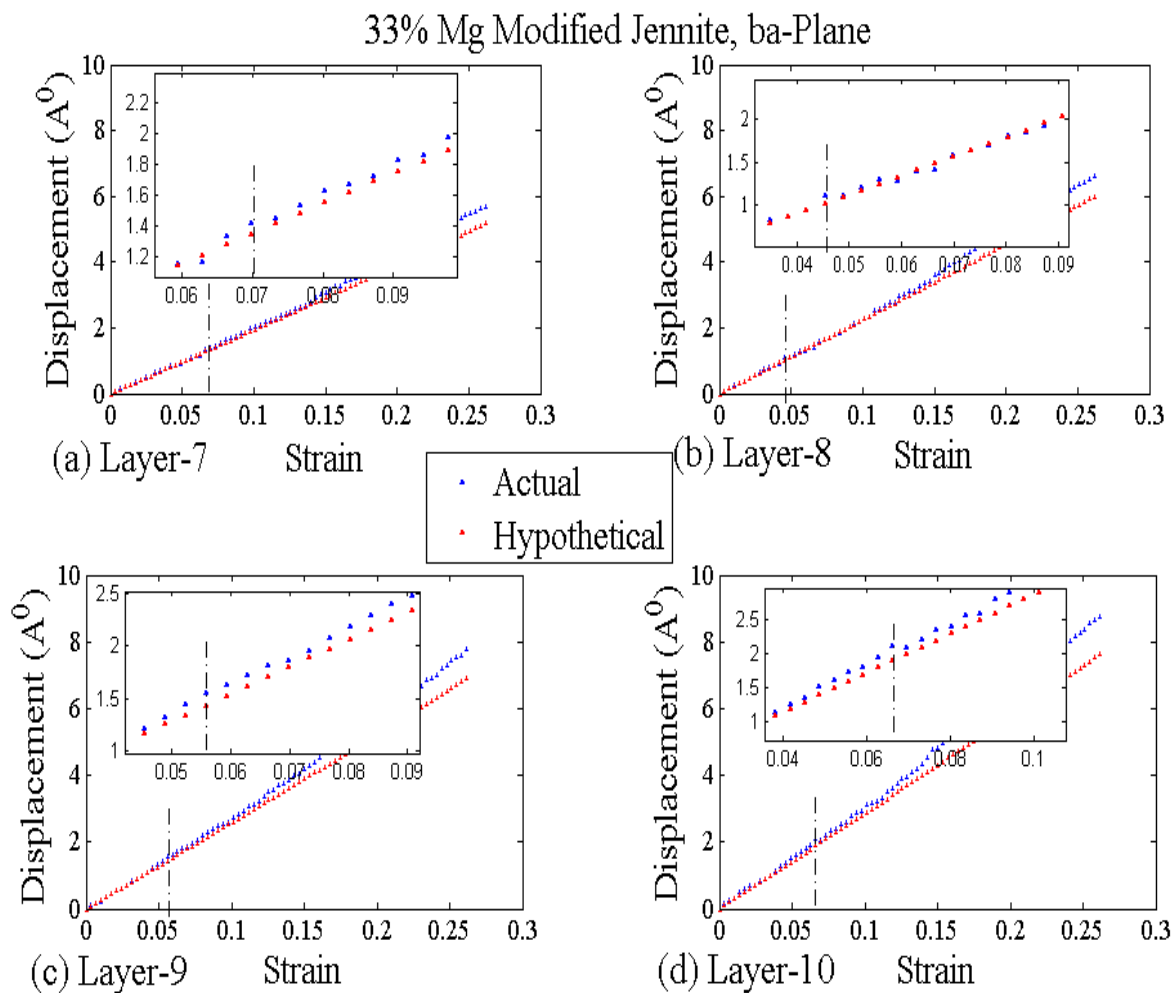 33% Mg Modified Jennite, ba-Plane
Displacement (A⁰)
10
8
6
4
2
0
2.2
2
1.8
1.6
1.4
1.2
0.06 0.07 0.08 0.09
0 0.05 0.1 0.15 0.2 0.25 0.3
(a) Layer-7 Strain
Displacement (A⁰)
10
8
6
4
2
0
2
1.5
1
0.04 0.05 0.06 0.07 0.08 0.09
0 0.05 0.1 0.15 0.2 0.25 0.3
(b) Layer-8 Strain
Actual
Hypothetical
Displacement (A⁰)
10
8
6
4
2
0
2.5
2
1.5
1
0.05 0.06 0.07 0.08 0.09
0 0.05 0.1 0.15 0.2 0.25 0.3
(c) Layer-9 Strain
Displacement (A⁰)
10
8
6
4
2
0
2.5
2
1.5
1
0.04 0.06 0.08 0.1
0 0.05 0.1 0.15 0.2 0.25 0.3
(d) Layer-10 Strain